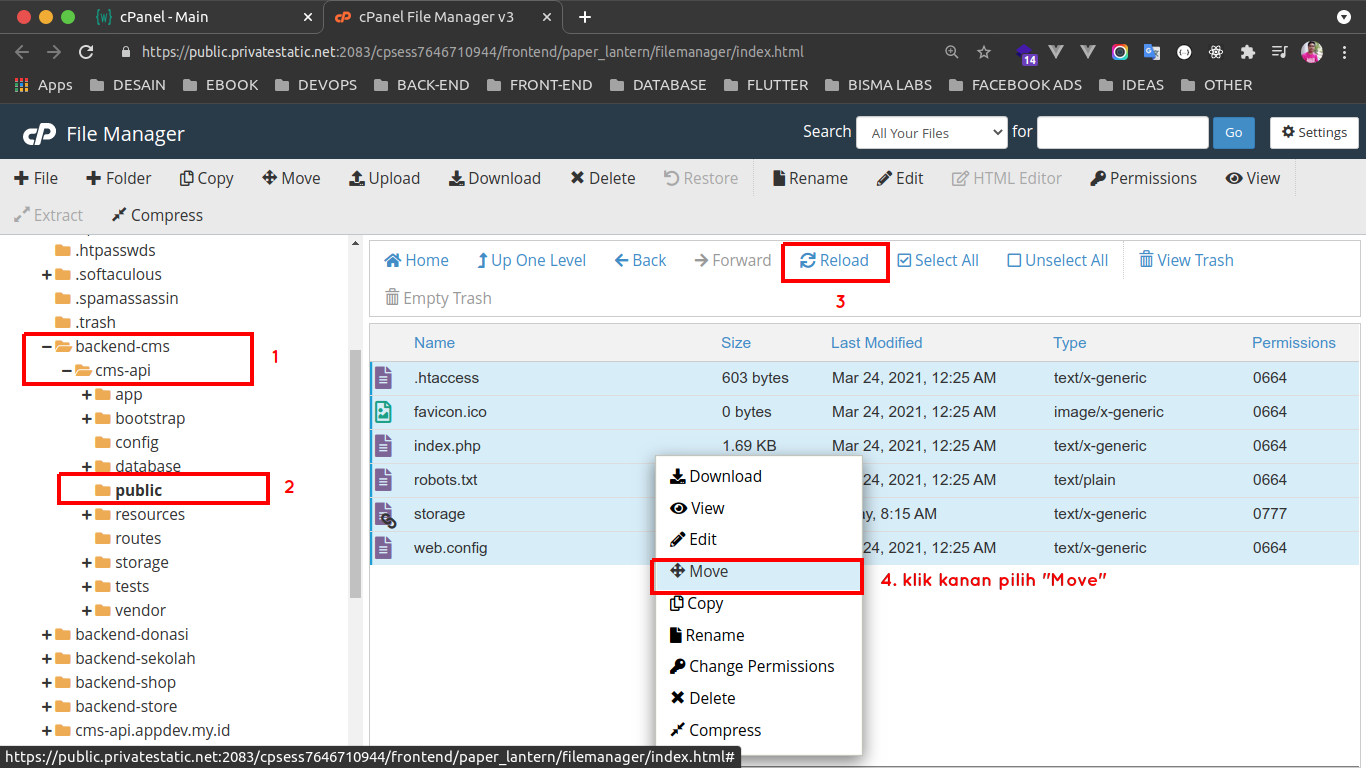 cPanel - Main
cPanel File Manager v3
https://public.privatestatic.net:2083/cpsess7646710944/frontend/paper_lantern/filemanager/index.html
14
Apps DESAIN EBOOK DEVOPS BACK-END FRONT-END DATABASE FLUTTER BISMA LABS FACEBOOK ADS IDEAS OTHER
cP File Manager
Search All Your Files for Go Settings
File Folder Copy Move Upload Download Delete Restore Rename Edit HTML Editor Permissions View
Extract Compress
.htpasswds
.softaculous
.spamassassin
.trash
backend-cms
1
cms-api
app
bootstrap
config
database
public
2
resources
routes
storage
tests
vendor
backend-donasi
backend-sekolah
backend-shop
backend-store
cms-api.appdev.my.id
Home Up One Level Back Forward Reload Select All Unselect All View Trash
Empty Trash
3
Name Size Last Modified Type Permissions
.htaccess 603 bytes Mar 24, 2021, 12:25 AM text/x-generic 0664
favicon.ico 0 bytes Mar 24, 2021, 12:25 AM image/x-generic 0664
index.php 1.69 KB Mar 24, 2021, 12:25 AM text/x-generic 0664
robots.txt 24, 2021, 12:25 AM text/plain 0664
storage 8:15 AM text/x-generic 0777
web.config 24, 2021, 12:25 AM text/x-generic 0664
Download
View
Edit
Move
4. klik kanan pilih "Move"
Copy
Rename
Change Permissions
Delete
Compress
https://public.privatestatic.net:2083/cpsess7646710944/frontend/paper_lantern/filemanager/index.html#